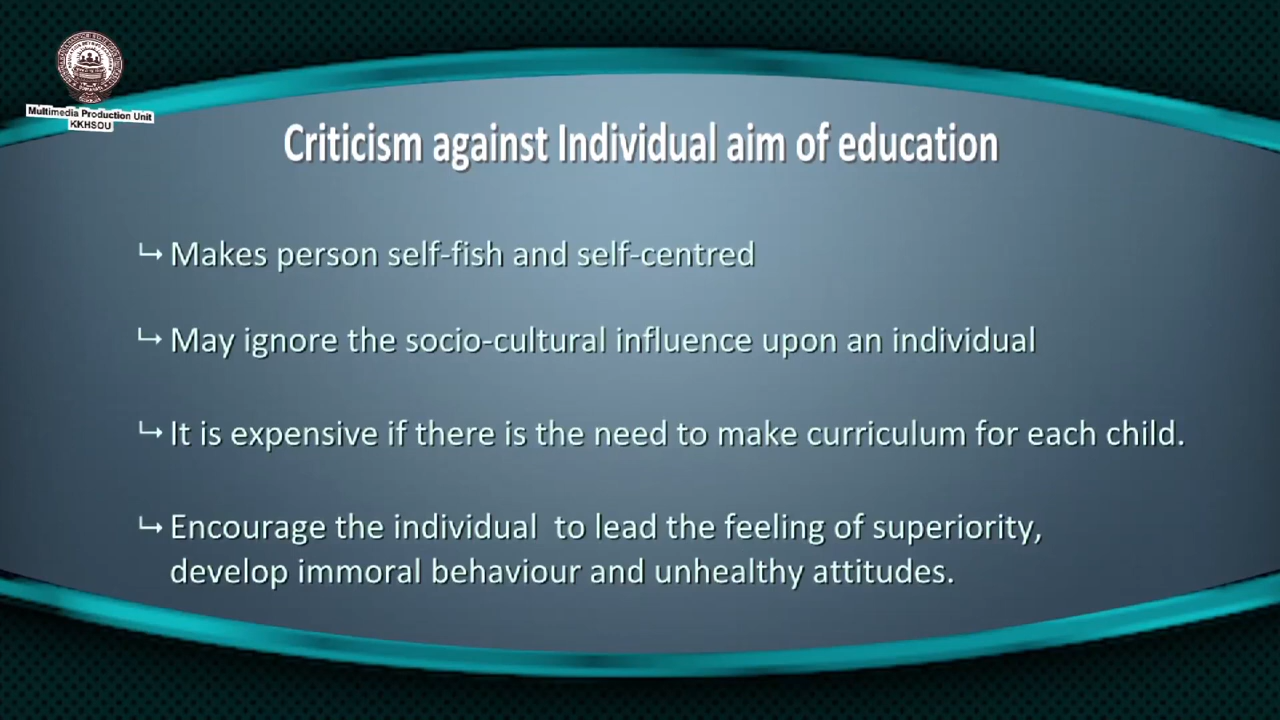 Multimedia Production Unit
KKHSOU
Criticism against Individual aim of education
Makes person self-fish and self-centred
May ignore the socio-cultural influence upon an individual
It is expensive if there is the need to make curriculum for each child.
Encourage the individual to lead the feeling of superiority,
develop immoral behaviour and unhealthy attitudes.